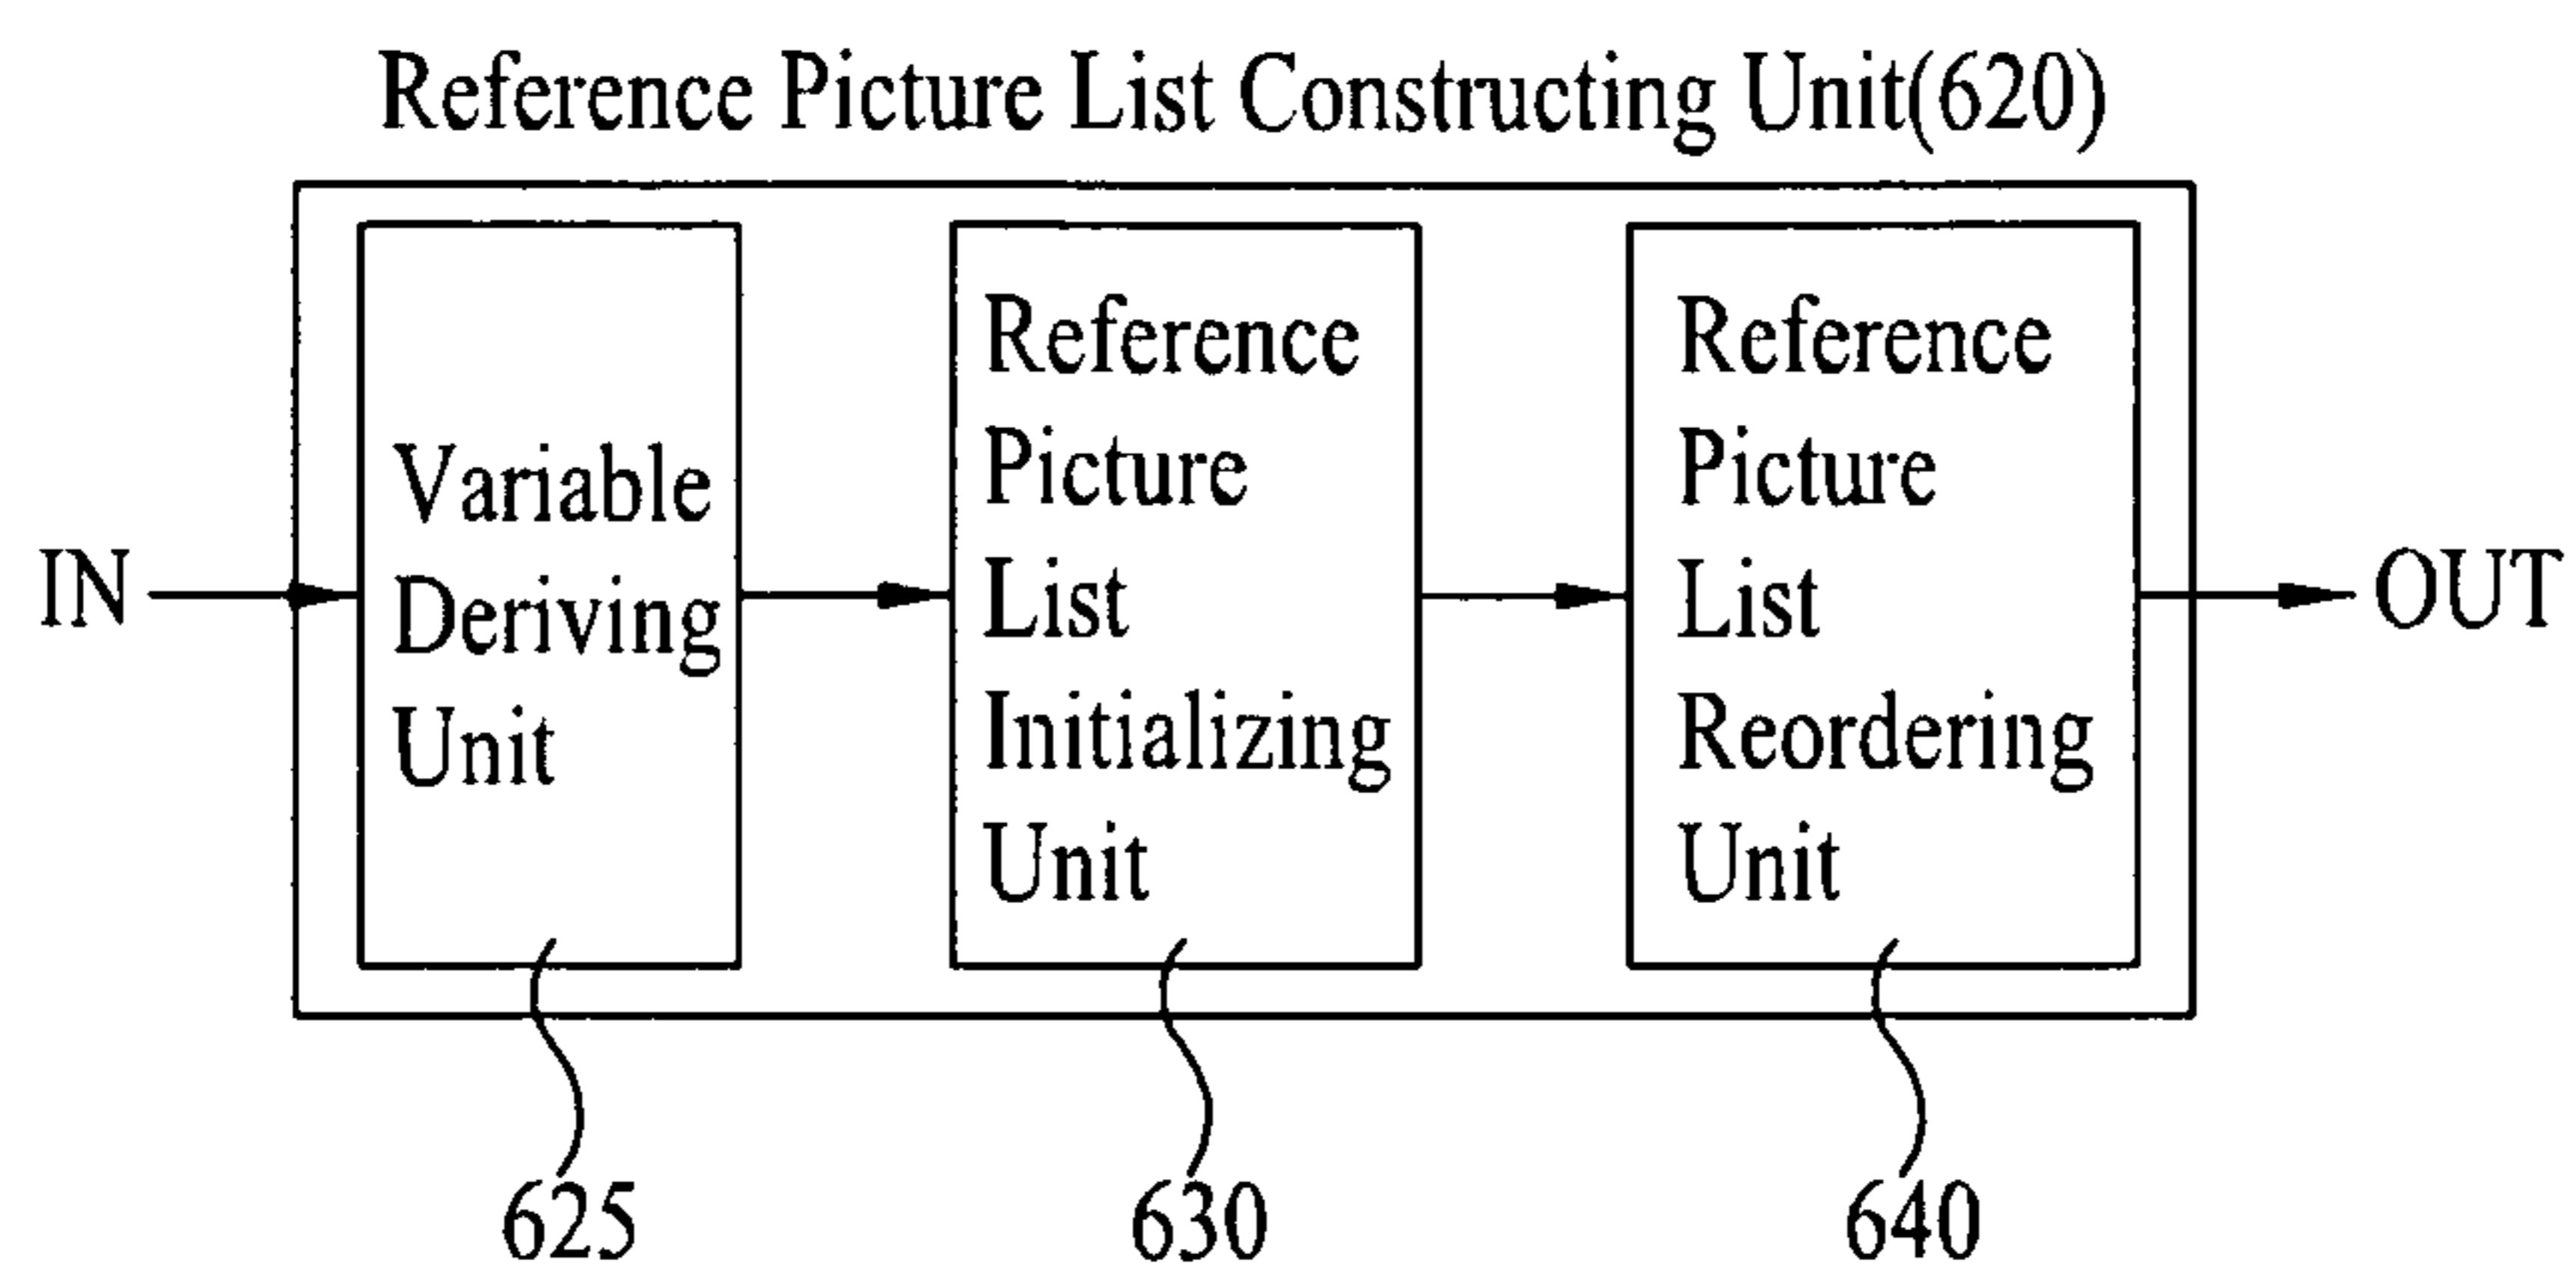 Reference Picture List Constructing Unit(620)
IN
Variable
Deriving
Unit
Reference
Picture
List
Initializing
Unit
Reference
Picture
List
Reordering
Unit
OUT
625
630
640